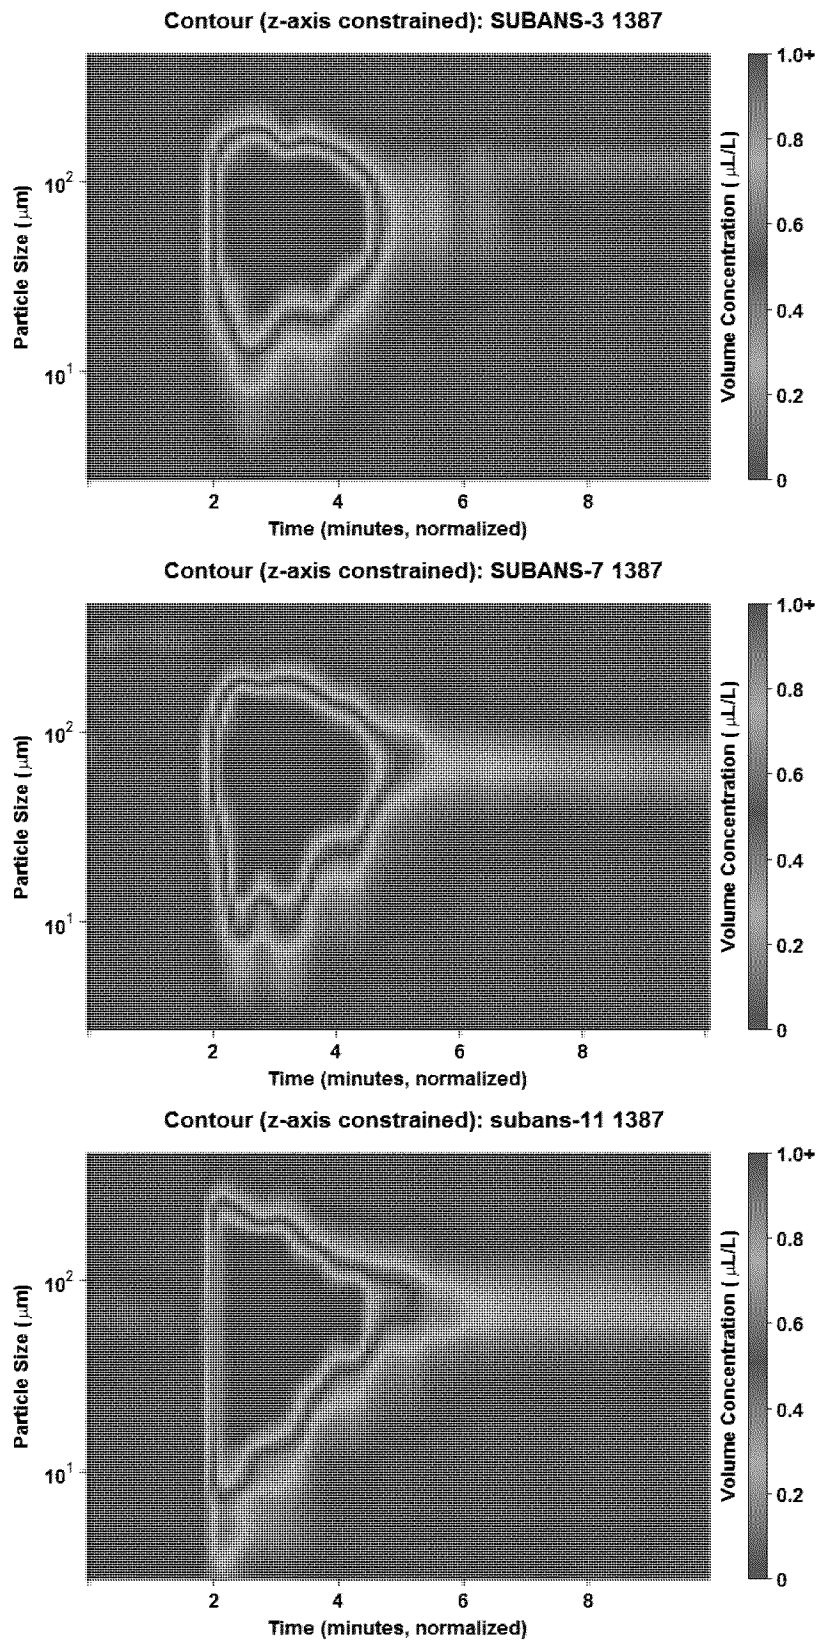 Contour (z-axis constrained): SUBANS-3 1387
1.0+
0.8
0.6
0.4
0.2
0
Volume Concentration ( μL/L)
10²
10¹
Particle Size (μm)
2 4 6 8
Time (minutes, normalized)
Contour (z-axis constrained): SUBANS-7 1387
1.0+
0.8
0.6
0.4
0.2
0
Volume Concentration ( μL/L)
10²
10¹
Particle Size (μm)
2 4 6 8
Time (minutes, normalized)
Contour (z-axis constrained): subans-11 1387
1.0+
0.8
0.6
0.4
0.2
0
Volume Concentration ( μL/L)
10²
10¹
Particle Size (μm)
2 4 6 8
Time (minutes, normalized)